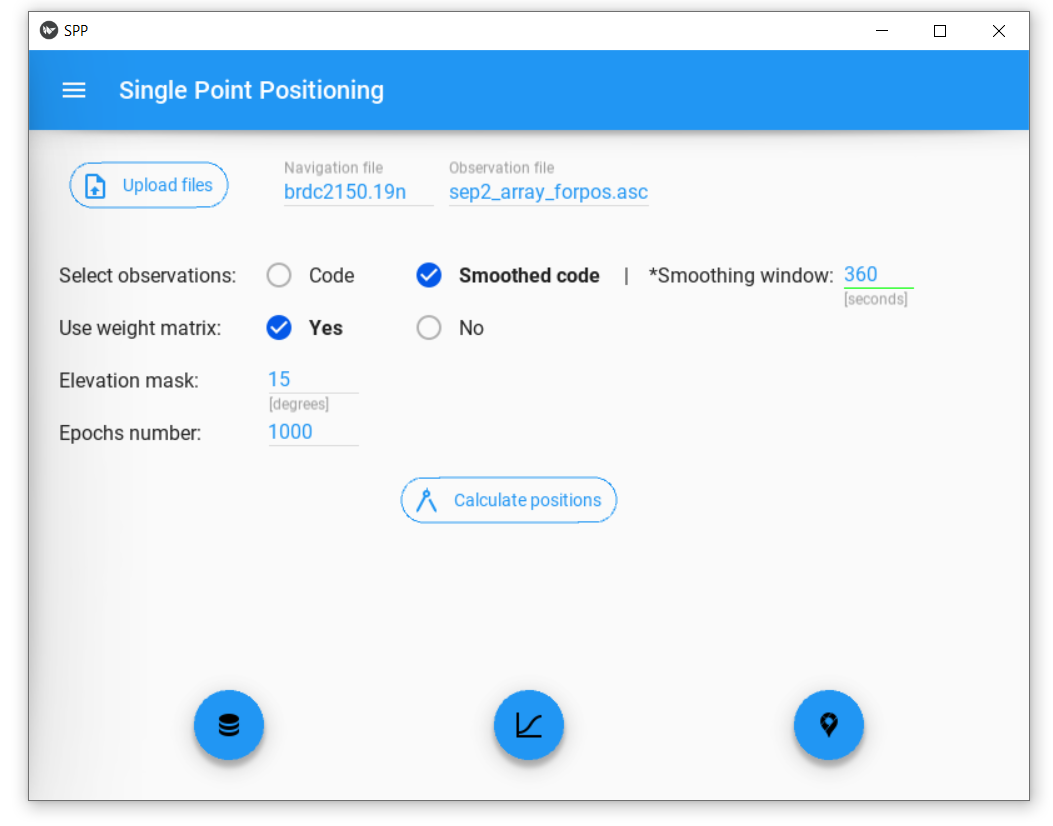 SPP
Single Point Positioning
Upload files
Navigation file
brdc2150.19n
Observation file
sep2_array_forpos.asc
Select observations: Code Smoothed code | *Smoothing window: 360
[seconds]
Use weight matrix: Yes No
Elevation mask: 15
[degrees]
Epochs number: 1000
Calculate positions